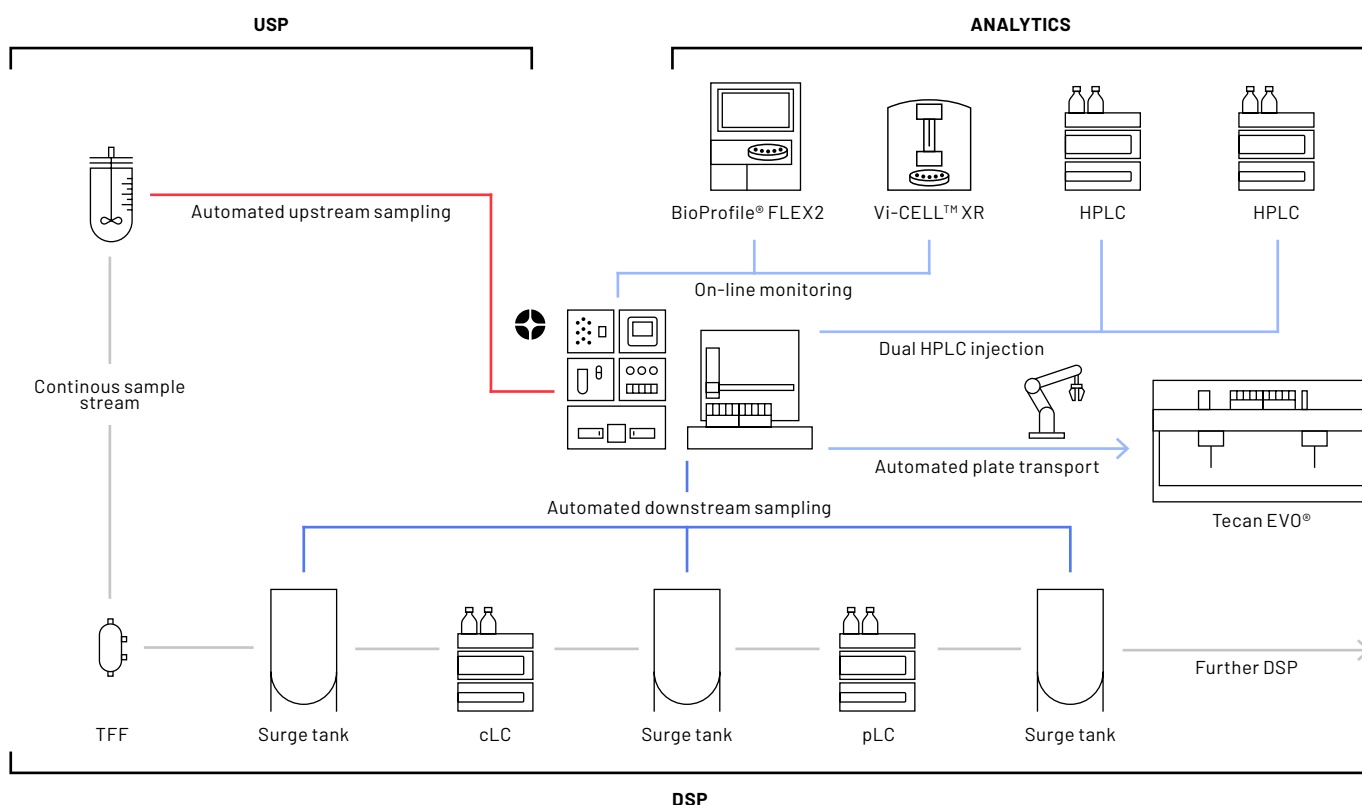 USP
ANALYTICS
BioProfile® FLEX2
Vi-CELL™ XR
HPLC
HPLC
Automated upstream sampling
On-line monitoring
Dual HPLC injection
Continous sample
stream
Automated plate transport
Tecan EVO®
Automated downstream sampling
Further DSP
TFF
Surge tank
cLC
Surge tank
pLC
Surge tank
DSP